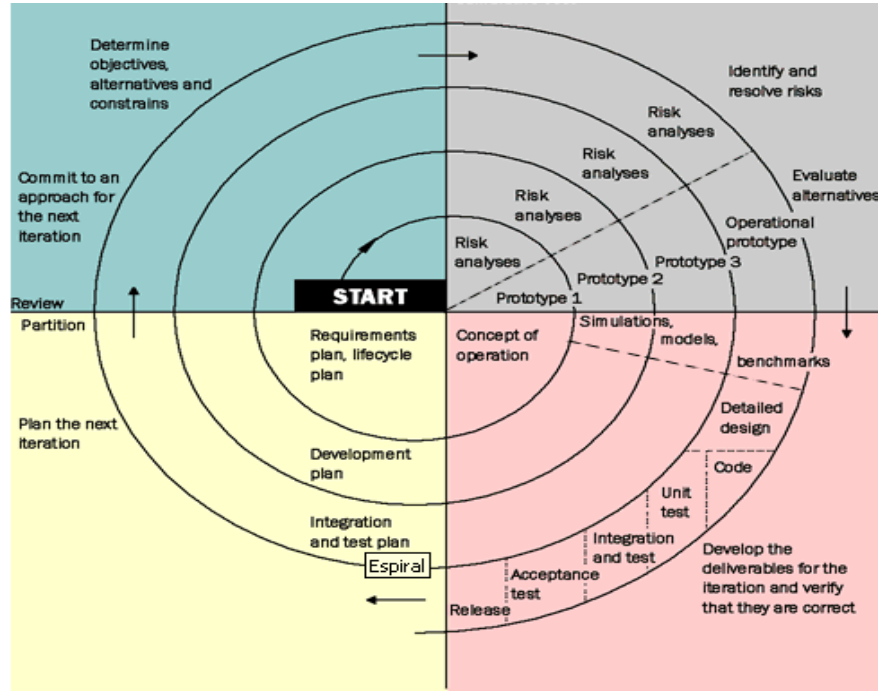 Determine
objectives,
alternatives and
constrains
Identify and
resolve risks
Risk
analyses
Risk
analyses
Risk
analyses
Risk
analyses
Commit to an
approach for
the next
iteration
Evaluate
alternatives
Operational
prototype
Prototype 3
Prototype 2
Prototype 1
START
Review
Partition
Requirements
plan, lifecycle
plan
Concept of
operation
Simulations,
models,
benchmarks
Plan the next
iteration
Detailed
design
Code
Development
plan
Unit
test
Integration
and test plan
Integration
and test
Develop the
deliverables for the
iteration and verify
that they are correct
Espiral
Acceptance
test
Release